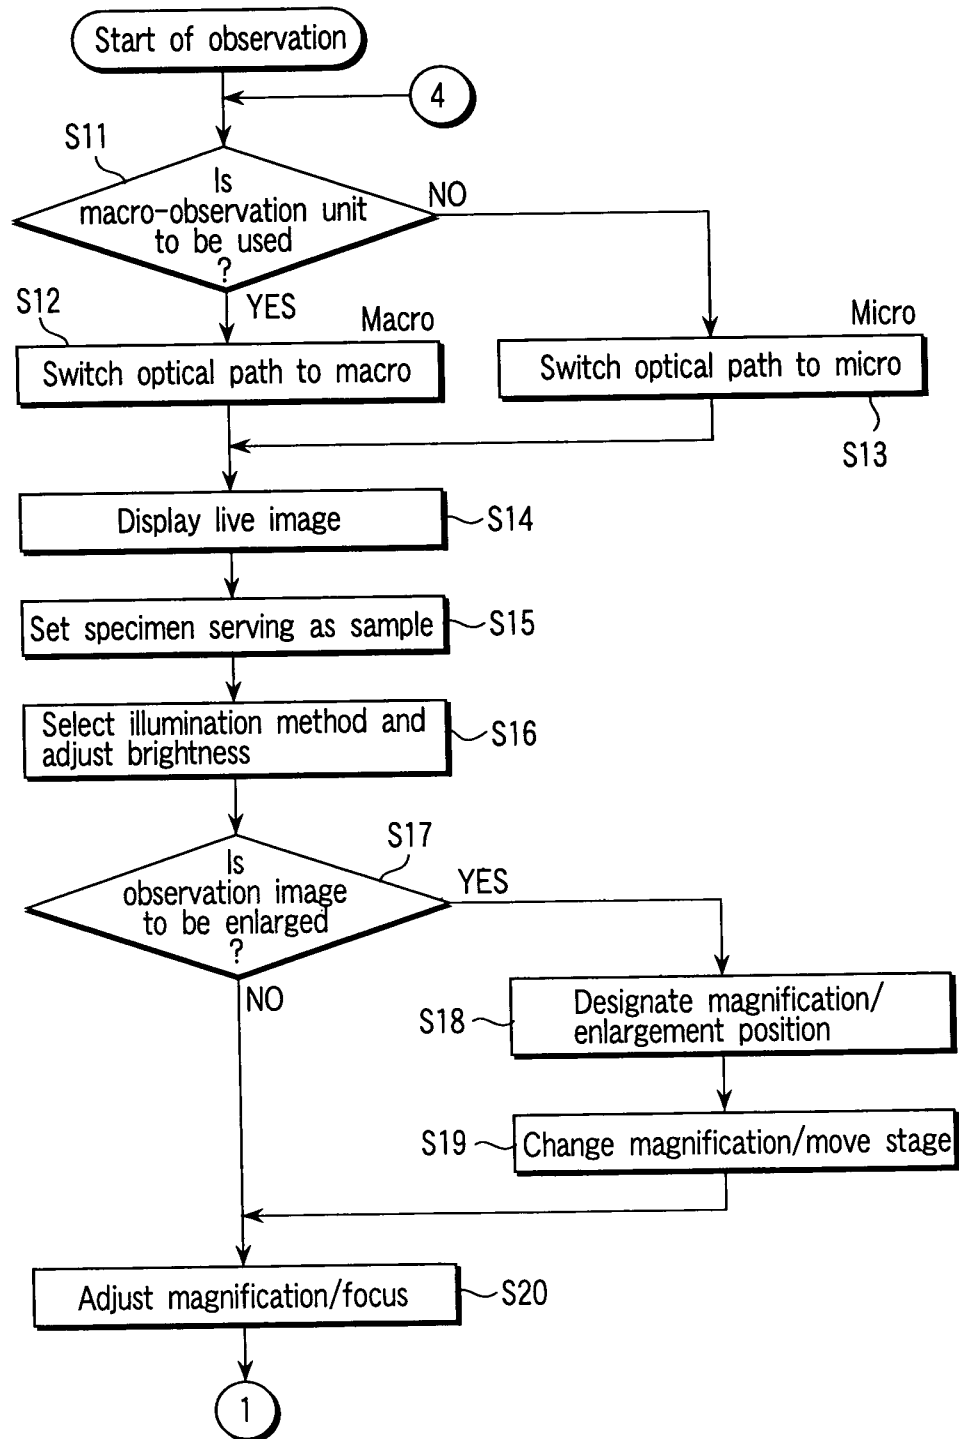 Start of observation
4
S11
Is
macro-observation unit
to be used
?
NO
YES
S12
Macro
Switch optical path to macro
Micro
Switch optical path to micro
S13
Display live image
S14
Set specimen serving as sample
S15
Select illumination method and
adjust brightness
S16
S17
Is
observation image
to be enlarged
?
YES
NO
S18
Designate magnification/
enlargement position
S19
Change magnification/move stage
Adjust magnification/focus
S20
1